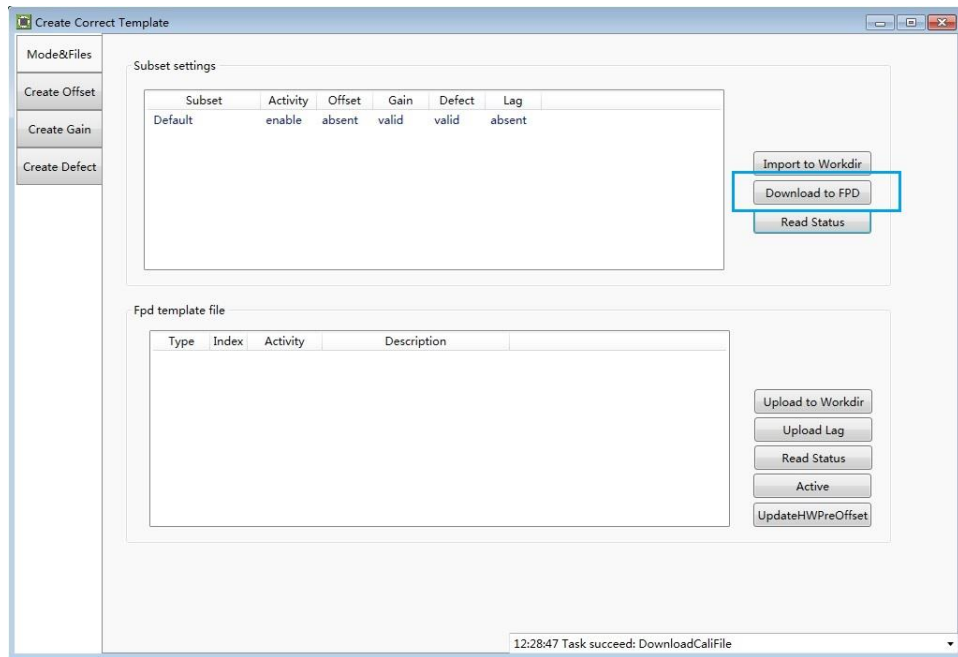 Create Correct Template
Mode&Files
Create Offset
Create Gain
Create Defect
Subset settings
Subset Activity Offset Gain Defect Lag
Default enable absent valid valid absent
Import to Workdir
Download to FPD
Read Status
Fpd template file
Type Index Activity Description
Upload to Workdir
Upload Lag
Read Status
Active
UpdateHWPreOffset
12:28:47 Task succeed: DownloadCaliFile